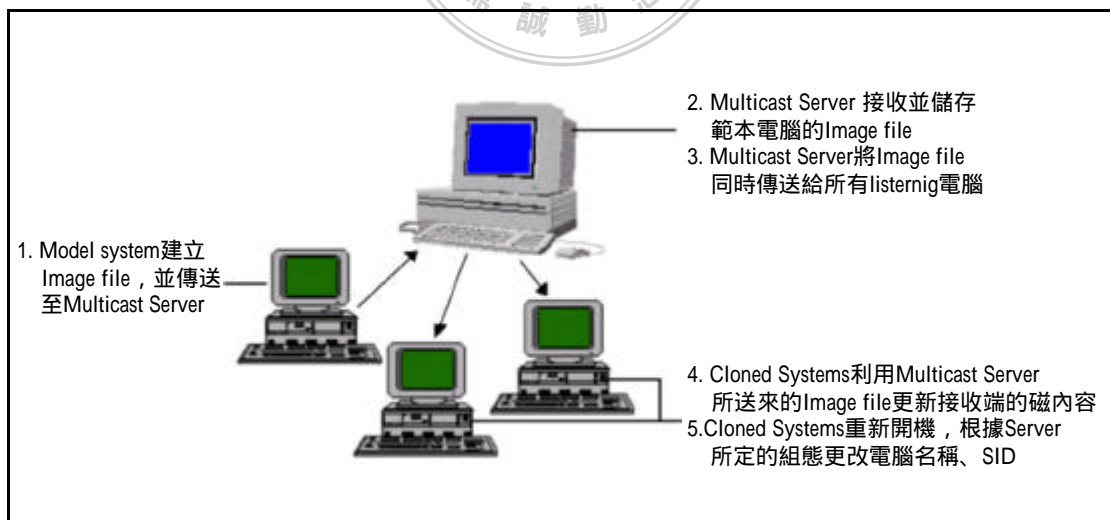 誠 勤
2. Multicast Server 接收並儲存
範本電腦的Image file
3. Multicast Server將Image file
同時傳送給所有listernig電腦
1. Model system建立
Image file，並傳送
至Multicast Server
4. Cloned Systems利用Multicast Server
所送來的Image file更新接收端的磁內容
5.Cloned Systems重新開機，根據Server
所定的組態更改電腦名稱、SID